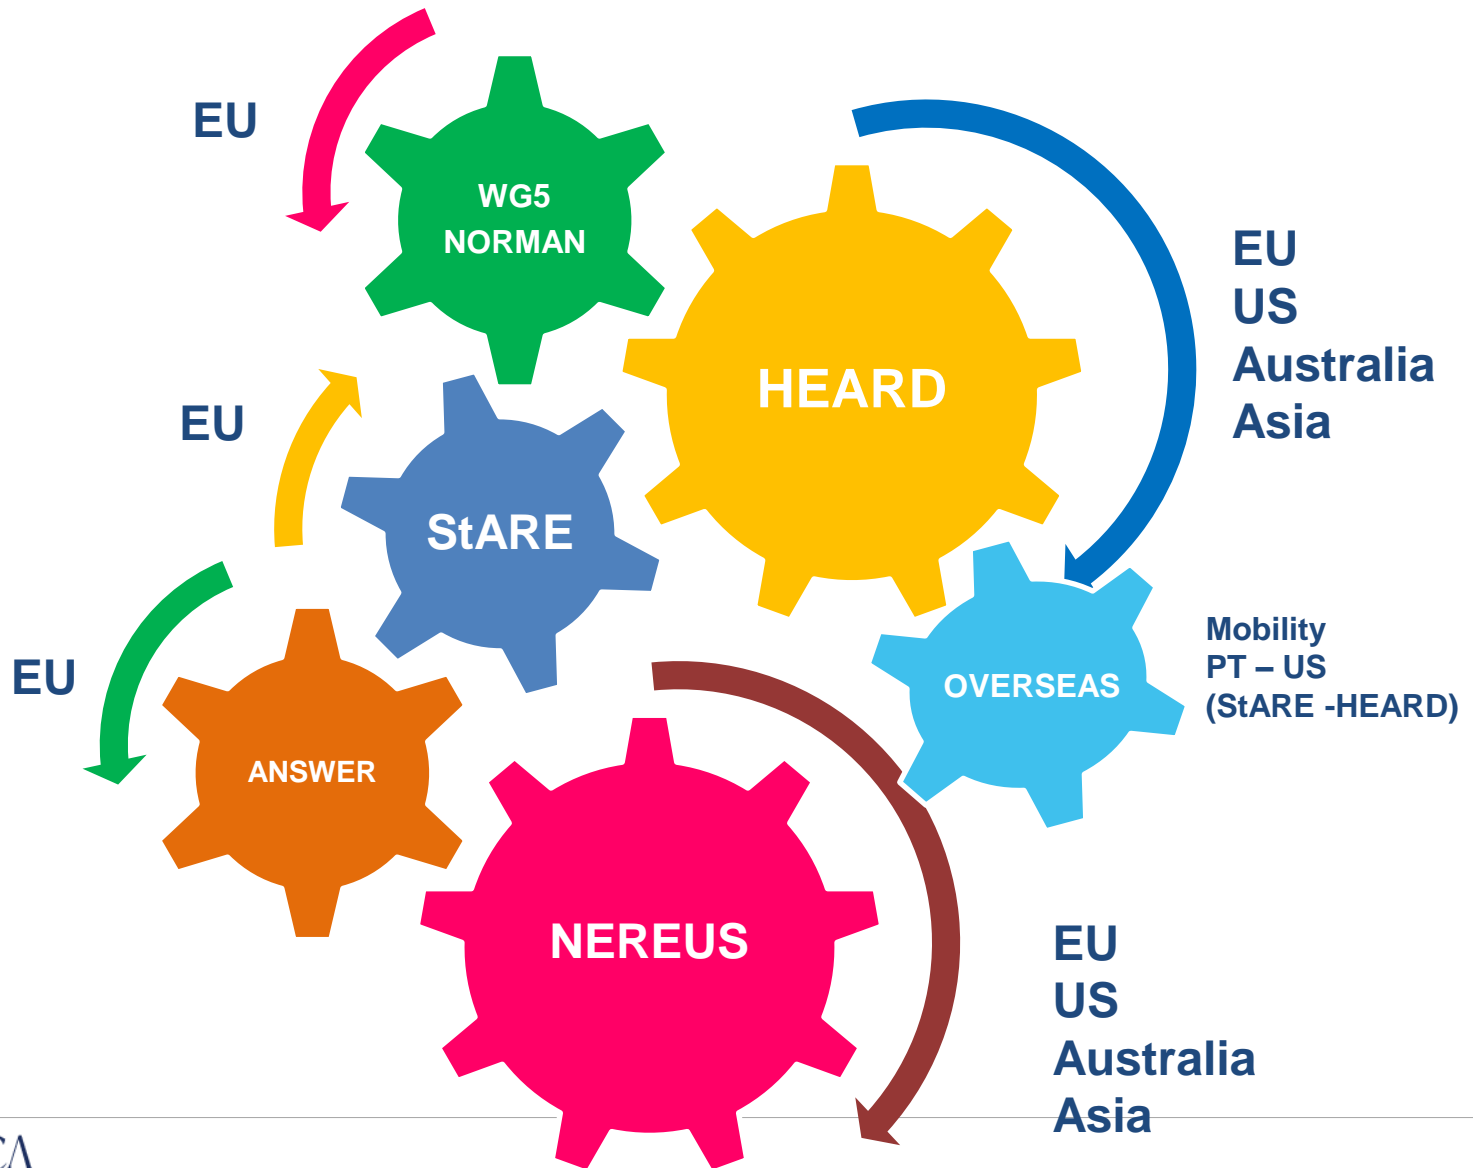 EU
WG5
NORMAN
EU
US
Australia
Asia
HEARD
EU
StARE
Mobility
PT – US
(StARE -HEARD)
OVERSEAS
EU
ANSWER
NEREUS
EU
US
Australia
Asia